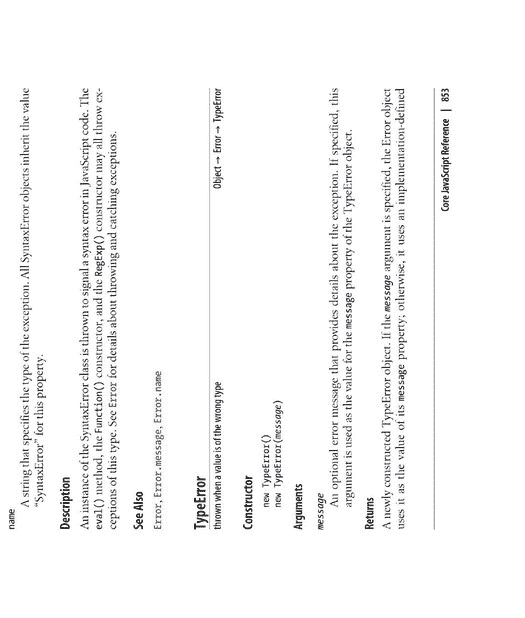 name
A string that specifies the type of the exception. All SyntaxError objects inherit the value
“SyntaxError” for this property.
Description
An instance of the SyntaxError class is thrown to signal a syntax error in JavaScript code. The
eval() method, the Function() constructor, and the RegExp() constructor may all throw ex-
ceptions of this type. See Error for details about throwing and catching exceptions.
See Also
Error, Error.message, Error.name
TypeError
thrown when a value is of the wrong type Object → Error → TypeError
Constructor
new TypeError()
new TypeError(message)
Arguments
message
An optional error message that provides details about the exception. If specified, this
argument is used as the value for the message property of the TypeError object.
Returns
A newly constructed TypeError object. If the message argument is specified, the Error object
uses it as the value of its message property; otherwise, it uses an implementation-defined
Core JavaScript Reference | 853